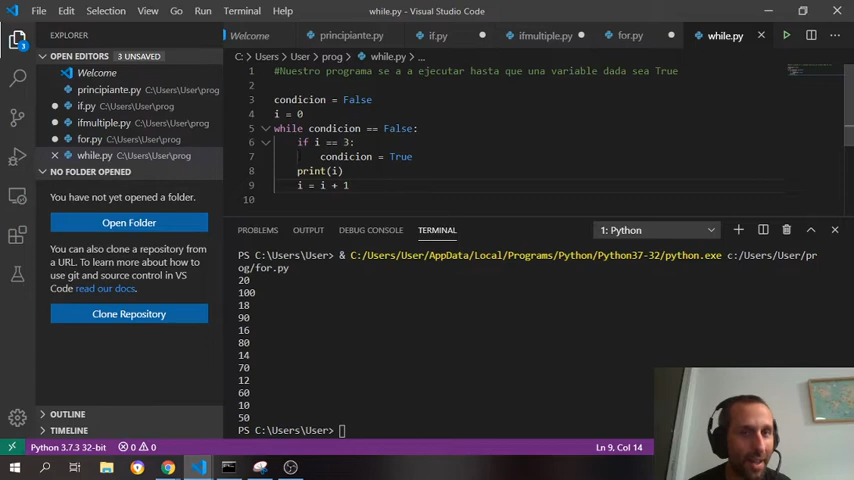 File Edit Selection View Go Run Terminal Help while.py - Visual Studio Code
EXPLORER
OPEN EDITORS 3 UNSAVED
Welcome
principiante.py C:\Users\User\prog
if.py C:\Users\User\prog
ifmultiple.py C:\Users\User\prog
for.py C:\Users\User\prog
while.py C:\Users\User\prog
NO FOLDER OPENED
You have not yet opened a folder.
Open Folder
You can also clone a repository
from a URL. To learn more about how
to use git and source control in VS
Code read our docs.
Clone Repository
OUTLINE
TIMELINE
Welcome principiante.py if.py ifmultiple.py for.py while.py
C: > Users > User > prog > while.py > ...
1 #Nuestro programa se a a ejecutar hasta que una variable dada sea True
2
3 condicion = False
4 i = 0
5 while condicion == False:
6 if i == 3:
7 condicion = True
8 print(i)
9 i = i + 1
10
PROBLEMS OUTPUT DEBUG CONSOLE TERMINAL 1: Python
PS C:\Users\User> & C:/Users/User/AppData/Local/Programs/Python/Python37-32/python.exe c:/Users/User/pr
og/for.py
20
100
18
90
16
80
14
70
12
60
10
50
PS C:\Users\User>
3
Python 3.7.3 32-bit 0 0 Ln 9, Col 14